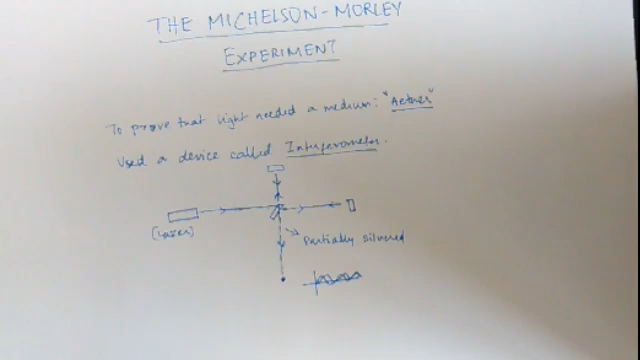 THE MICHELSON-MORLEY
EXPERIMENT
To prove that light needed a medium: "Aether"
Used a device called Interferometer.
(Laser)
Partially silvered